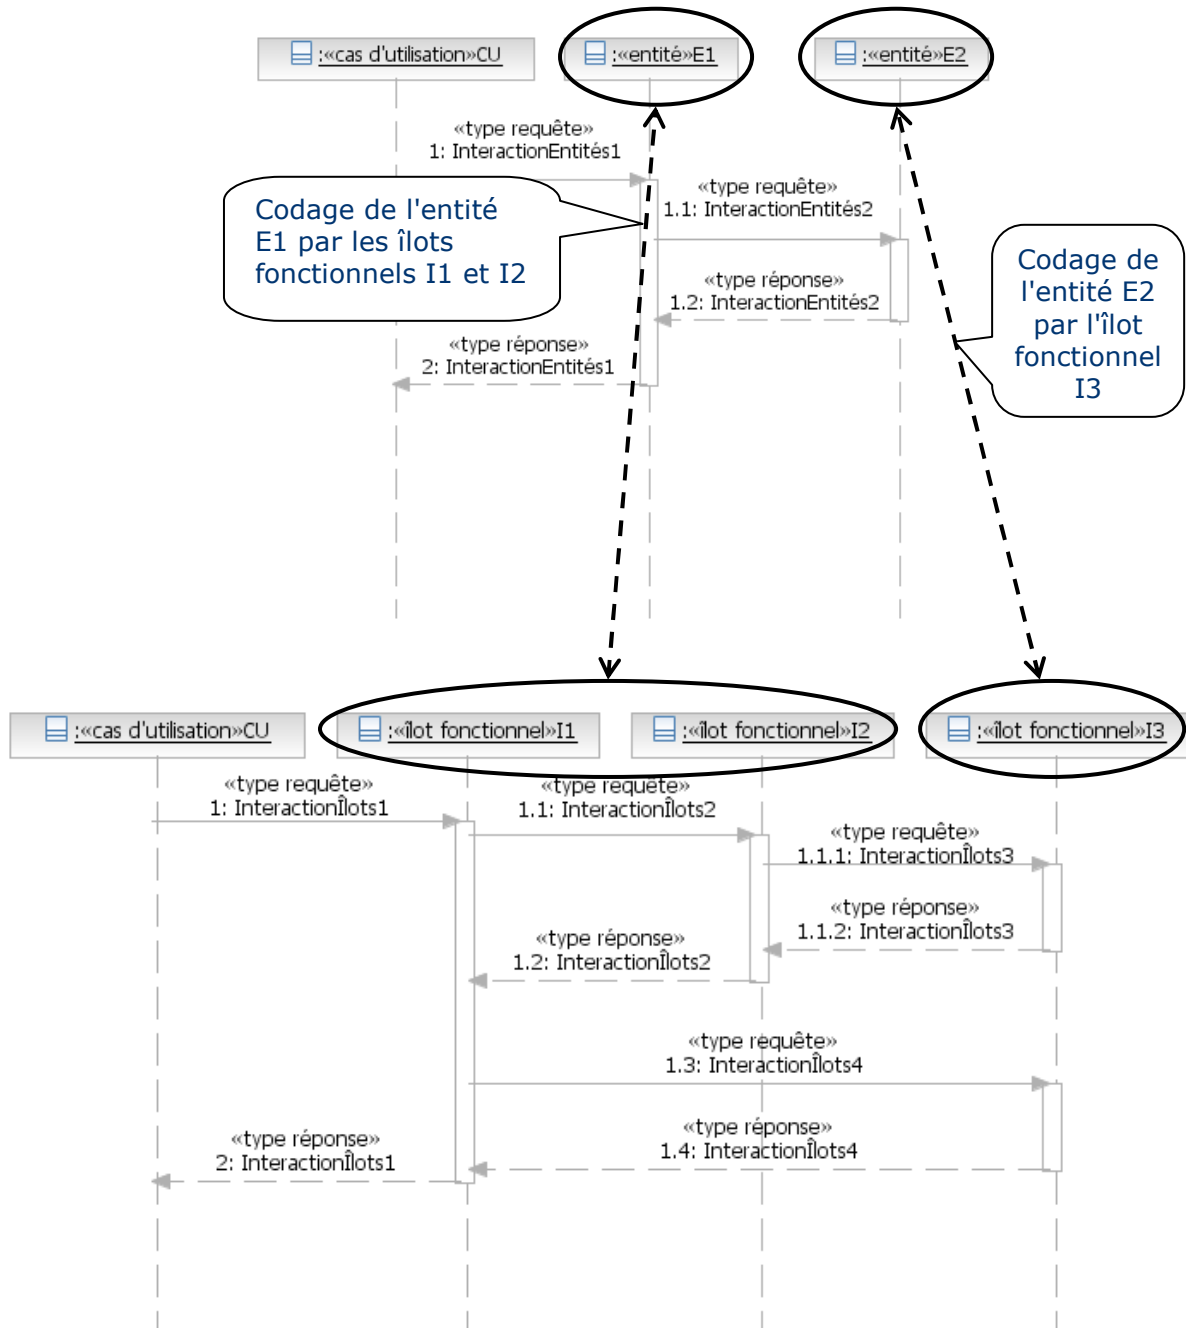 :«cas d'utilisation»CU
:«entité»E1
:«entité»E2
«type requête»
1: InteractionEntités1
«type requête»
1.1: InteractionEntités2
Codage de l'entité
E1 par les îlots
fonctionnels I1 et I2
«type réponse»
1.2: InteractionEntités2
«type réponse»
2: InteractionEntités1
Codage de
l'entité E2
par l'îlot
fonctionnel
I3
:«cas d'utilisation»CU
:«îlot fonctionnel»I1
:«îlot fonctionnel»I2
:«îlot fonctionnel»I3
«type requête»
1: InteractionÎlots1
«type requête»
1.1: InteractionÎlots2
«type requête»
1.1.1: InteractionÎlots3
«type réponse»
1.1.2: InteractionÎlots3
«type réponse»
1.2: InteractionÎlots2
«type requête»
1.3: InteractionÎlots4
«type réponse»
1.4: InteractionÎlots4
«type réponse»
2: InteractionÎlots1